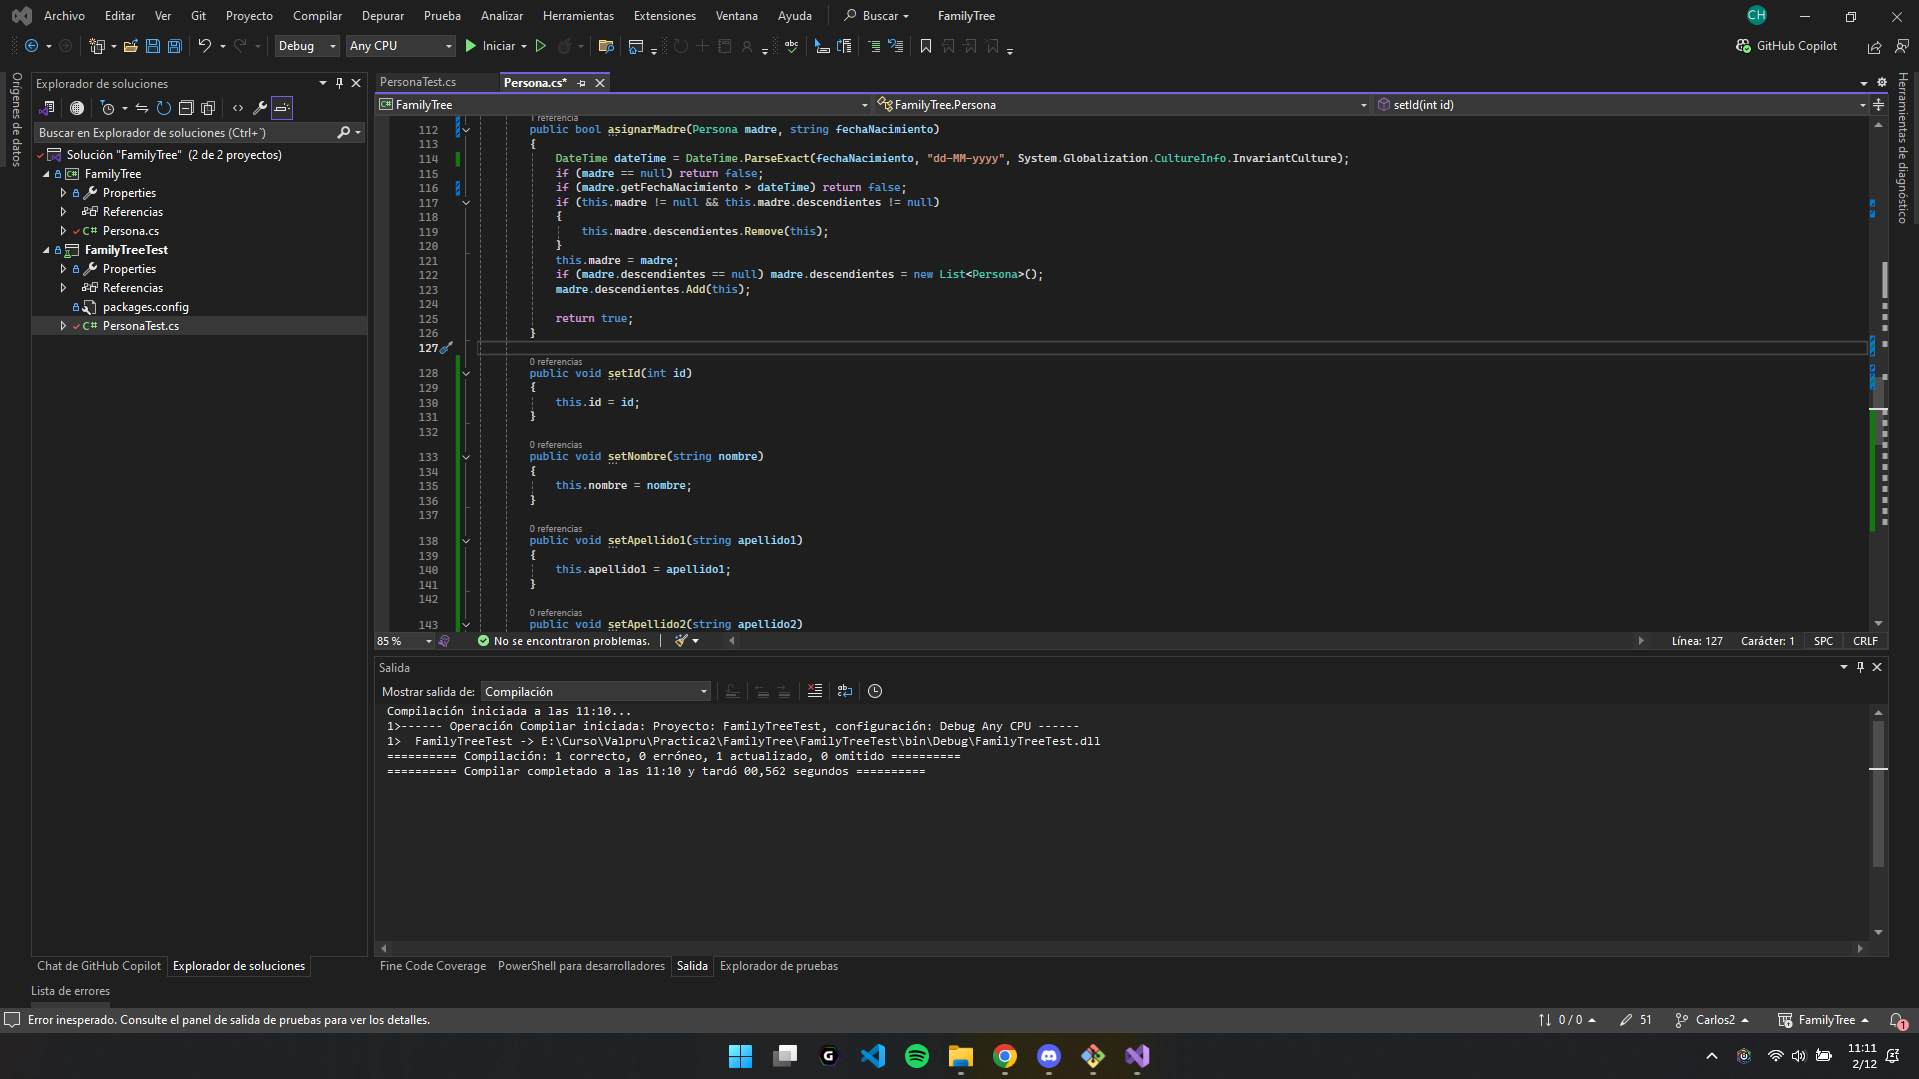 Archivo Editar Ver Git Proyecto Compilar Depurar Prueba Analizar Herramientas Extensiones Ventana Ayuda Buscar FamilyTree CH
Debug Any CPU Iniciar abc GitHub Copilot
Orígenes de datos
Explorador de soluciones
Buscar en Explorador de soluciones (Ctrl+`)
Solución "FamilyTree" (2 de 2 proyectos)
C# FamilyTree
Properties
Referencias
C# Persona.cs
FamilyTreeTest
Properties
Referencias
packages.config
C# PersonaTest.cs
PersonaTest.cs Persona.cs*
C# FamilyTree FamilyTree.Persona setId(int id)
1 referencia
112 public bool asignarMadre(Persona madre, string fechaNacimiento)
113 {
114 DateTime dateTime = DateTime.ParseExact(fechaNacimiento, "dd-MM-yyyy", System.Globalization.CultureInfo.InvariantCulture);
115 if (madre == null) return false;
116 if (madre.getFechaNacimiento > dateTime) return false;
117 if (this.madre != null && this.madre.descendientes != null)
118 {
119 this.madre.descendientes.Remove(this);
120 }
121 this.madre = madre;
122 if (madre.descendientes == null) madre.descendientes = new List<Persona>();
123 madre.descendientes.Add(this);
124
125 return true;
126 }
127
0 referencias
128 public void setId(int id)
129 {
130 this.id = id;
131 }
132
0 referencias
133 public void setNombre(string nombre)
134 {
135 this.nombre = nombre;
136 }
137
0 referencias
138 public void setApellido1(string apellido1)
139 {
140 this.apellido1 = apellido1;
141 }
142
0 referencias
143 public void setApellido2(string apellido2)
85 % No se encontraron problemas. Línea: 127 Carácter: 1 SPC CRLF
Herramientas de diagnóstico
Salida
Mostrar salida de: Compilación
Compilación iniciada a las 11:10...
1>------ Operación Compilar iniciada: Proyecto: FamilyTreeTest, configuración: Debug Any CPU ------
1>  FamilyTreeTest -> E:\Curso\Valpru\Practica2\FamilyTree\FamilyTreeTest\bin\Debug\FamilyTreeTest.dll
========== Compilación: 1 correcto, 0 erróneo, 1 actualizado, 0 omitido ==========
========== Compilar completado a las 11:10 y tardó 00,562 segundos ==========
Chat de GitHub Copilot Explorador de soluciones Fine Code Coverage PowerShell para desarrolladores Salida Explorador de pruebas
Lista de errores
Error inesperado. Consulte el panel de salida de pruebas para ver los detalles. 0 / 0 51 Carlos2 FamilyTree 1
G 11:11
2/12